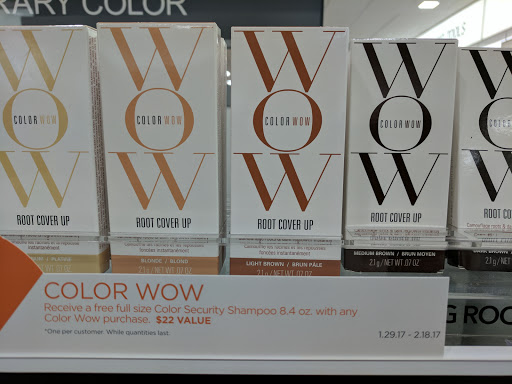 RARY COLOR
W
COLOR WOW
W
ROOT COVER UP
W
COLOR WOW
W
ROOT COVER UP
BLONDE / BLOND
W
COLOR WOW
W
ROOT COVER UP
instantanément
LIGHT BROWN / BRUN PÂLE
2.1 g / NET WT. .07 OZ
W
COLOR WOW
W
ROOT COVER UP
MEDIUM BROWN / BRUN MOYEN
2.1 g / NET WT. .07 OZ
W
W
ROOT
COLOR WOW
Receive a free full size Color Security Shampoo 8.4 oz. with any
Color Wow purchase. $22 VALUE
*One per customer. While quantities last.
1.29.17 - 2.18.17
G ROO